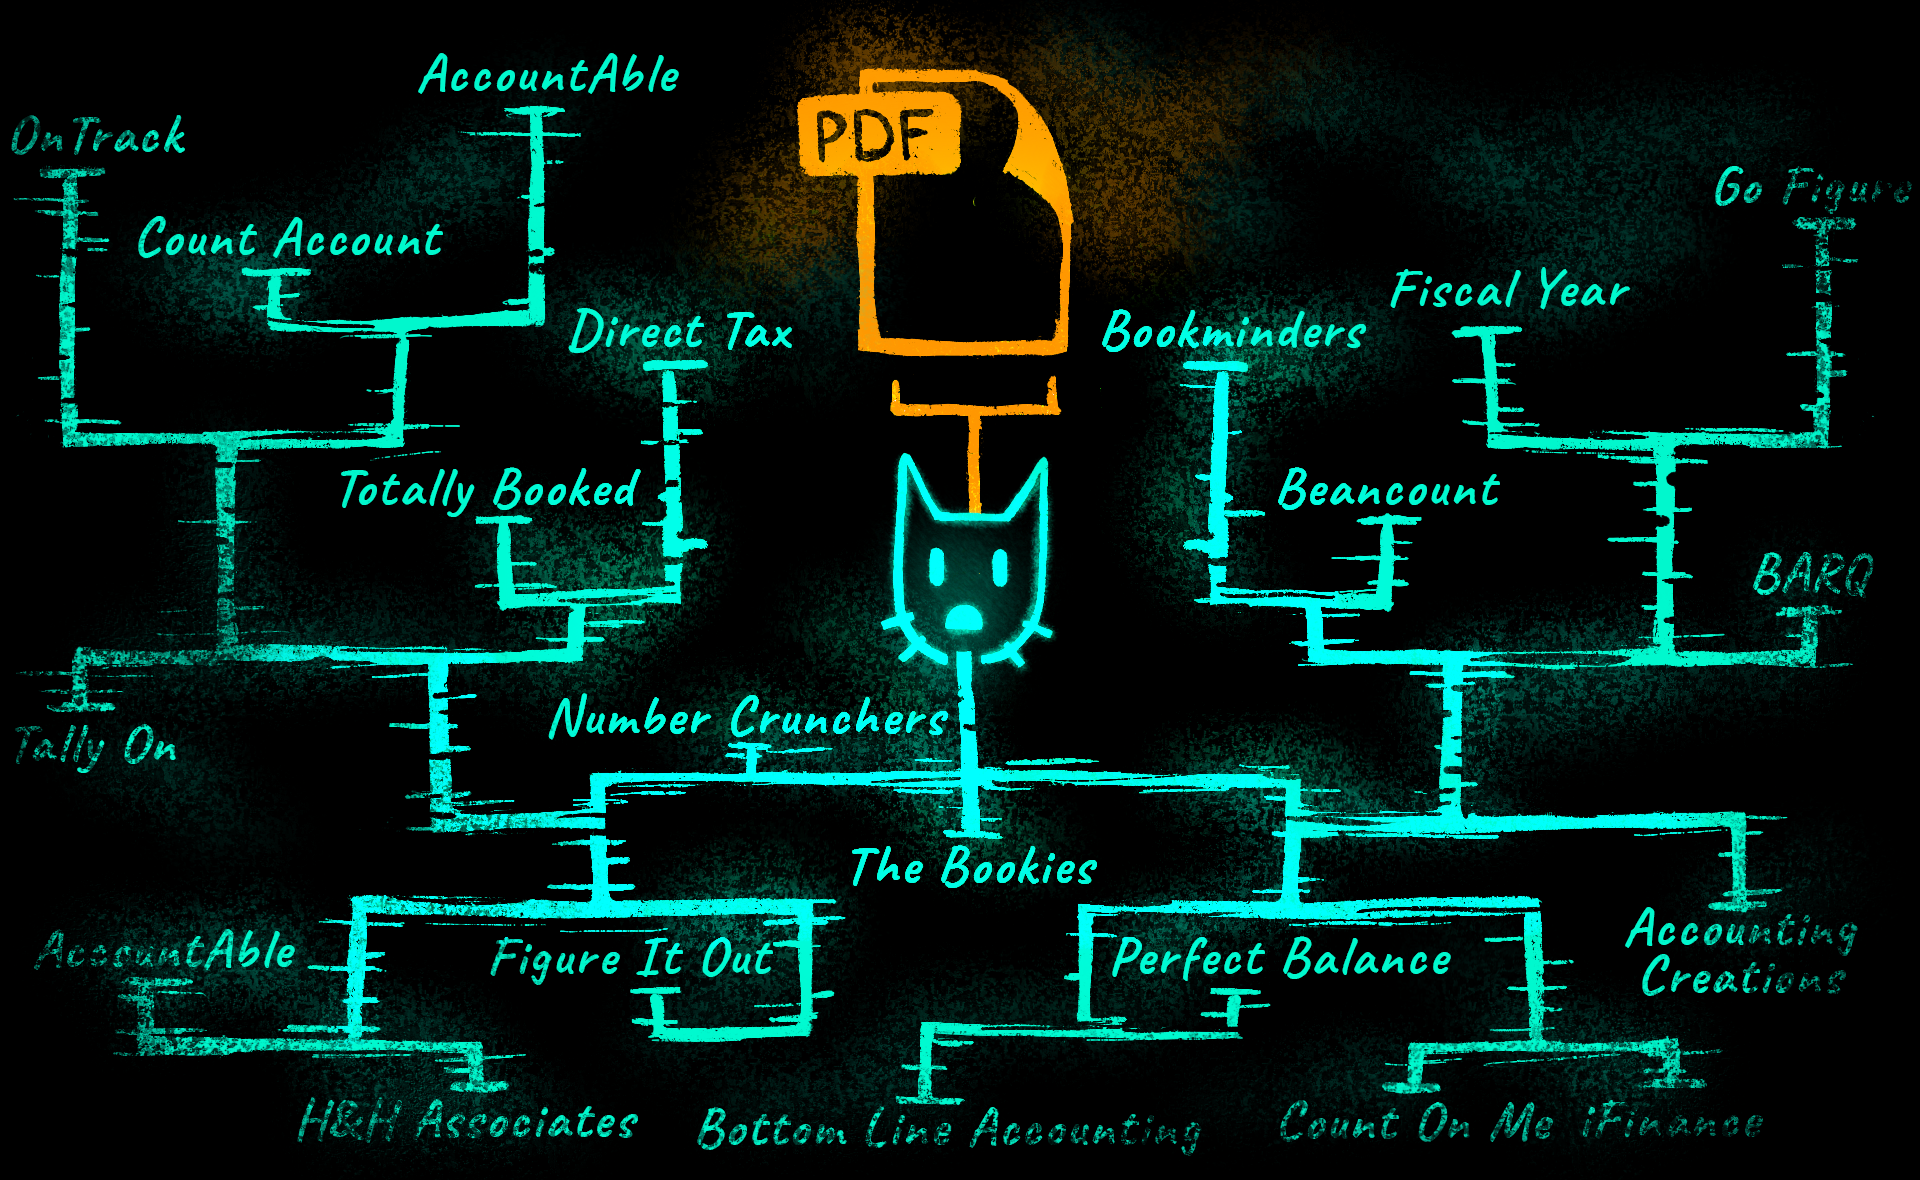 AccountAble
PDF
OnTrack
Go Figure
Count Account
Fiscal Year
Direct Tax
Bookminders
Totally Booked
Beancount
BARQ
Number Crunchers
Tally On
The Bookies
Accounting
Creations
AccountAble
Figure It Out
Perfect Balance
H&H Associates
Bottom Line Accounting
Count On Me
iFinance